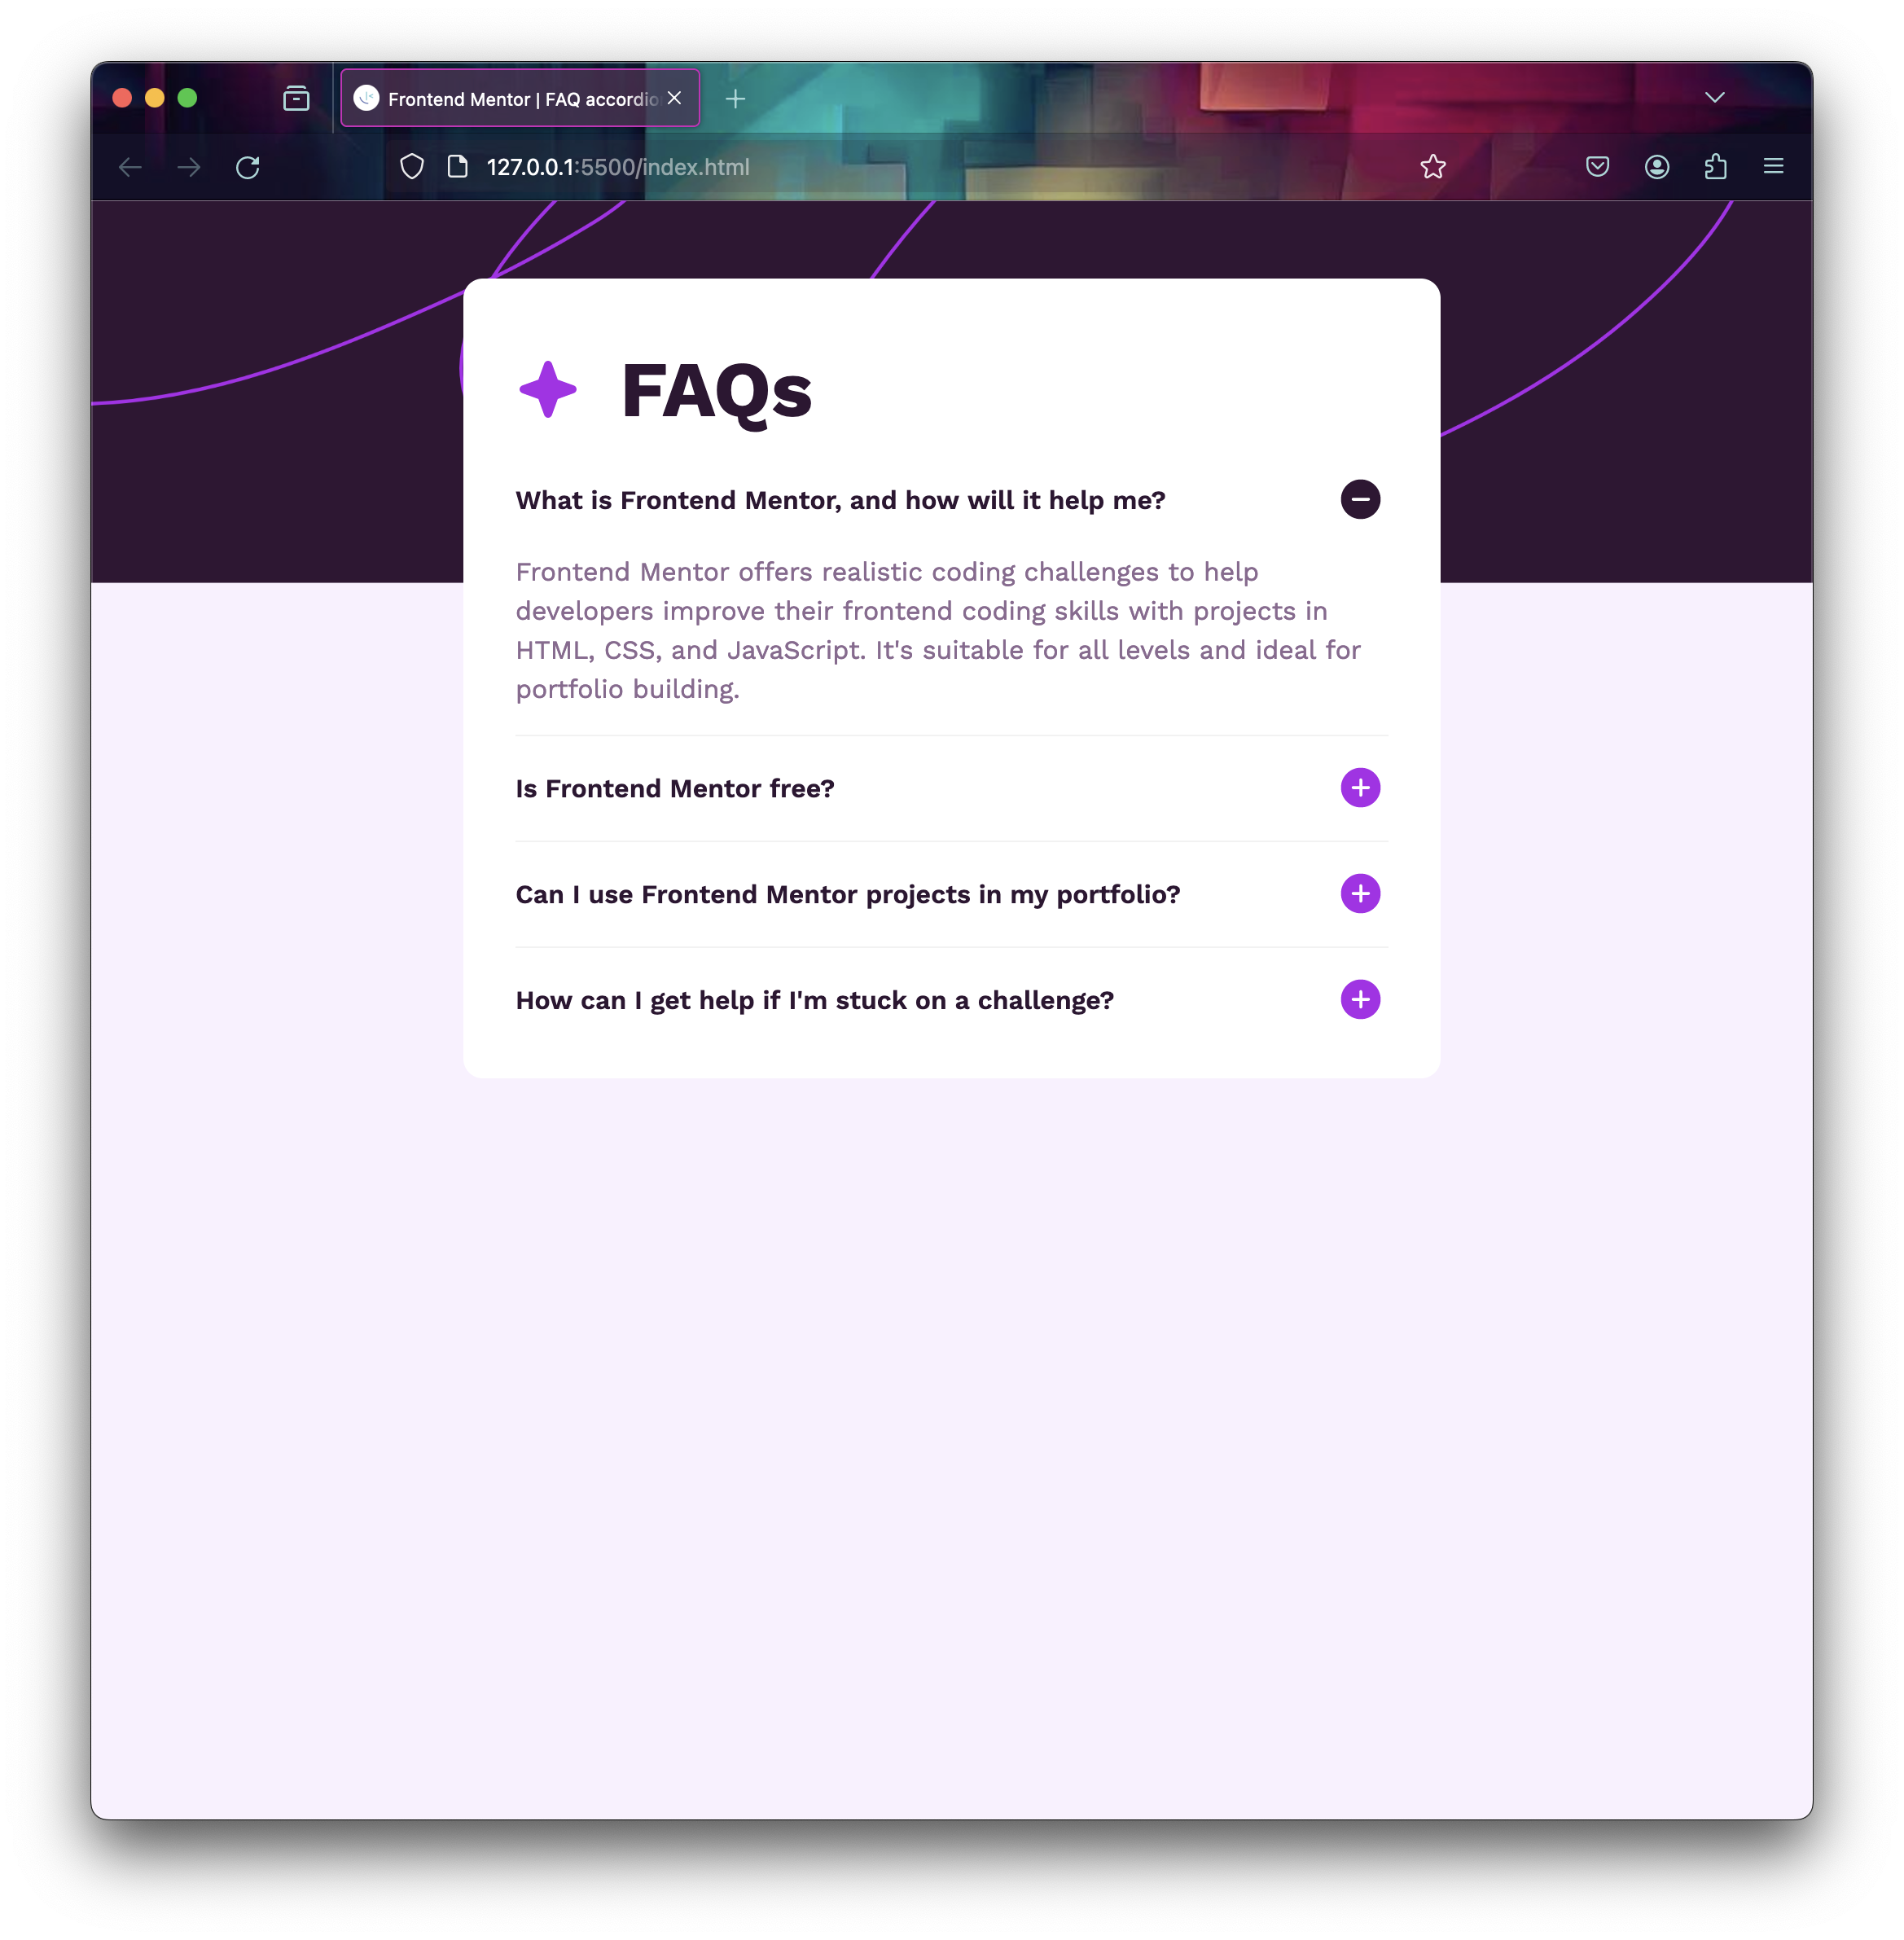 Frontend Mentor | FAQ accordio
127.0.0.1:5500/index.html
FAQs
What is Frontend Mentor, and how will it help me?
Frontend Mentor offers realistic coding challenges to help
developers improve their frontend coding skills with projects in
HTML, CSS, and JavaScript. It's suitable for all levels and ideal for
portfolio building.
Is Frontend Mentor free?
Can I use Frontend Mentor projects in my portfolio?
How can I get help if I'm stuck on a challenge?